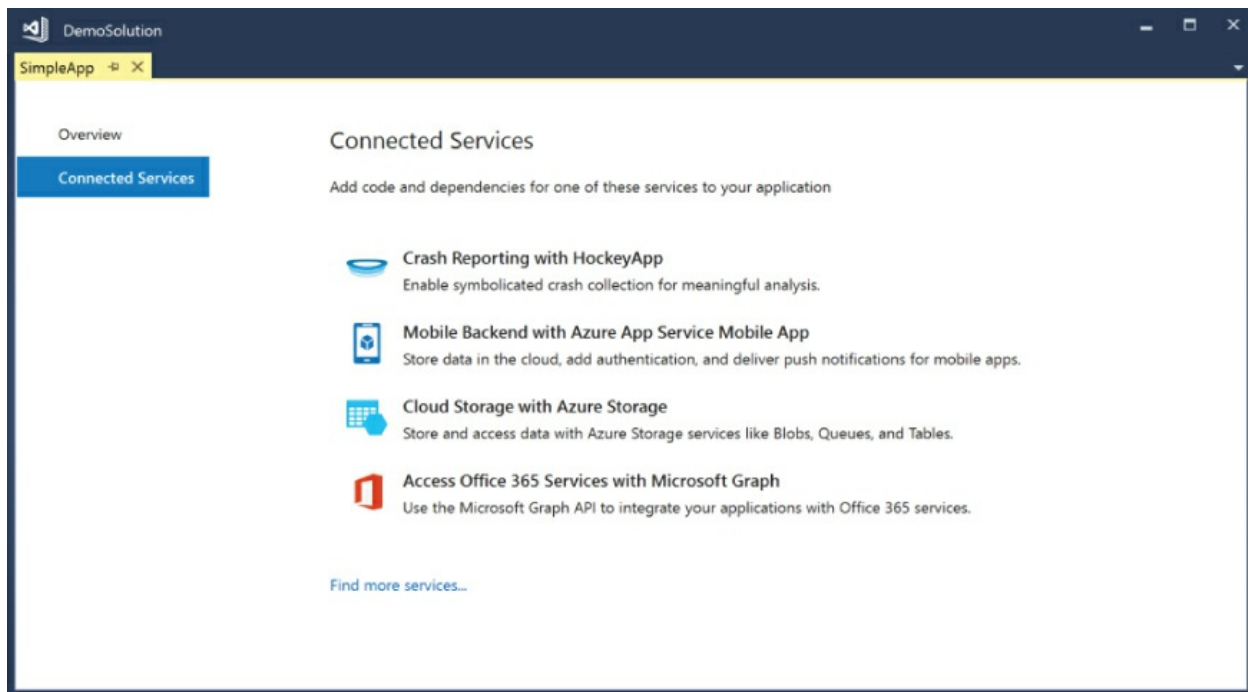 DemoSolution
SimpleApp
Overview
Connected Services
Connected Services
Add code and dependencies for one of these services to your application
Crash Reporting with HockeyApp
Enable symbolicated crash collection for meaningful analysis.
Mobile Backend with Azure App Service Mobile App
Store data in the cloud, add authentication, and deliver push notifications for mobile apps.
Cloud Storage with Azure Storage
Store and access data with Azure Storage services like Blobs, Queues, and Tables.
Access Office 365 Services with Microsoft Graph
Use the Microsoft Graph API to integrate your applications with Office 365 services.
Find more services...